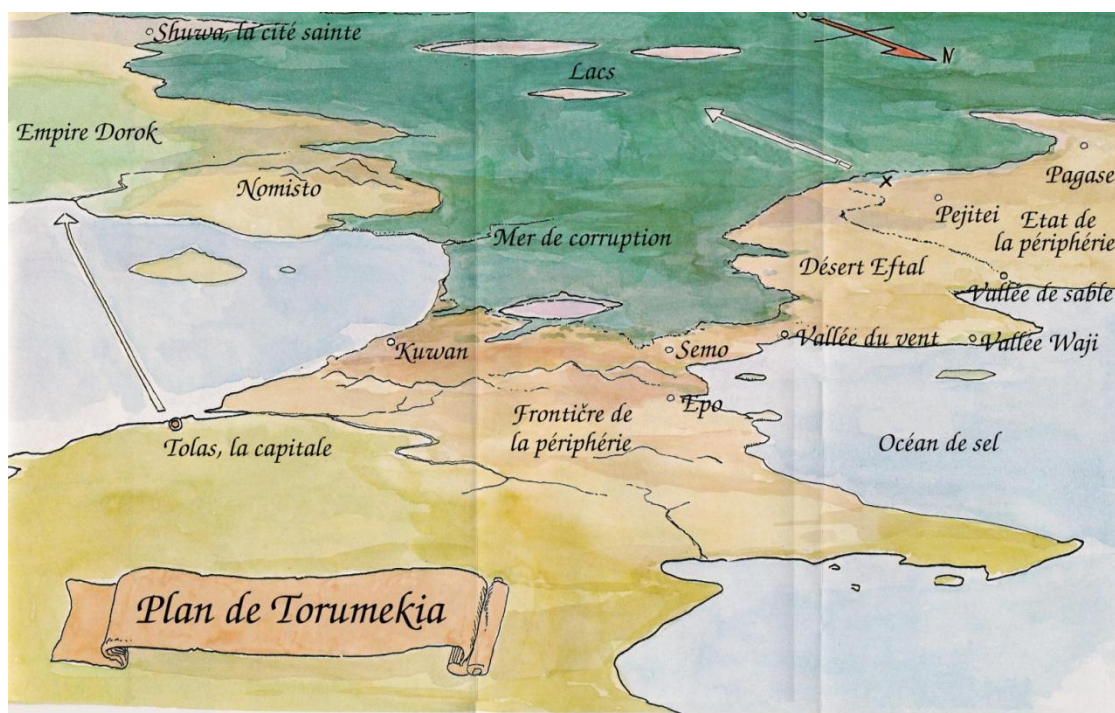 Shuwa, la cité sainte
N
Lacs
Empire Dorok
Nomisto
Pagase
Pejitei
Etat de
la périphérie
Mer de corruption
Désert Eftal
Vallée de sable
Kuwan
Semo
Vallée du vent
Vallée Waji
Epo
Frontičre de
la périphérie
Tolas, la capitale
Océan de sel
Plan de Torumekia